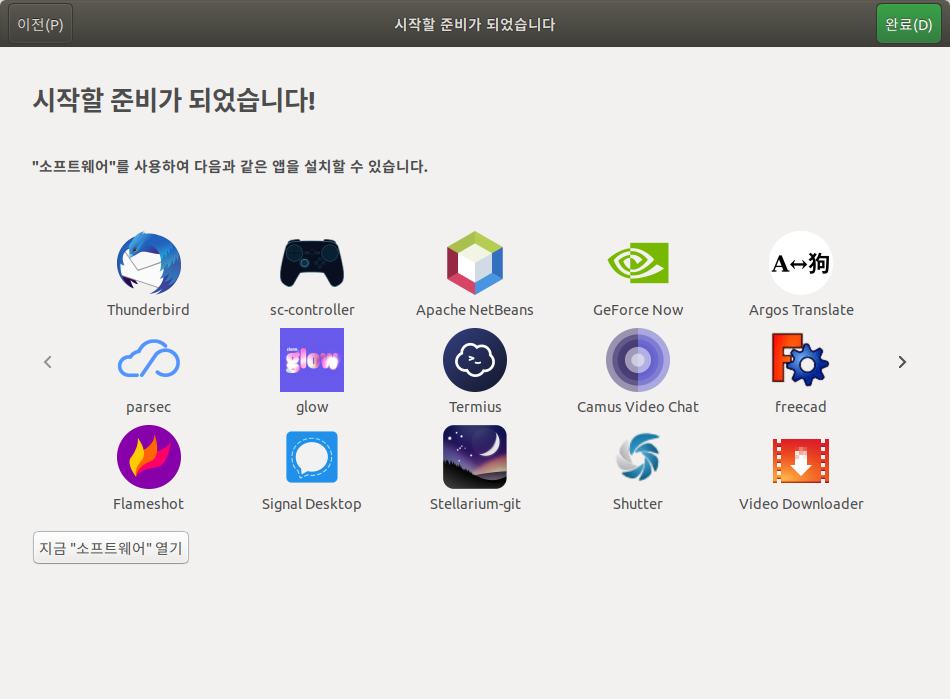 이전(P)
시작할 준비가 되었습니다
완료(D)
시작할 준비가 되었습니다!
"소프트웨어"를 사용하여 다음과 같은 앱을 설치할 수 있습니다.
A↔狗
Thunderbird
sc-controller
Apache NetBeans
GeForce Now
Argos Translate
glow
parsec
glow
Termius
Camus Video Chat
freecad
Flameshot
Signal Desktop
Stellarium-git
Shutter
Video Downloader
지금 "소프트웨어" 열기